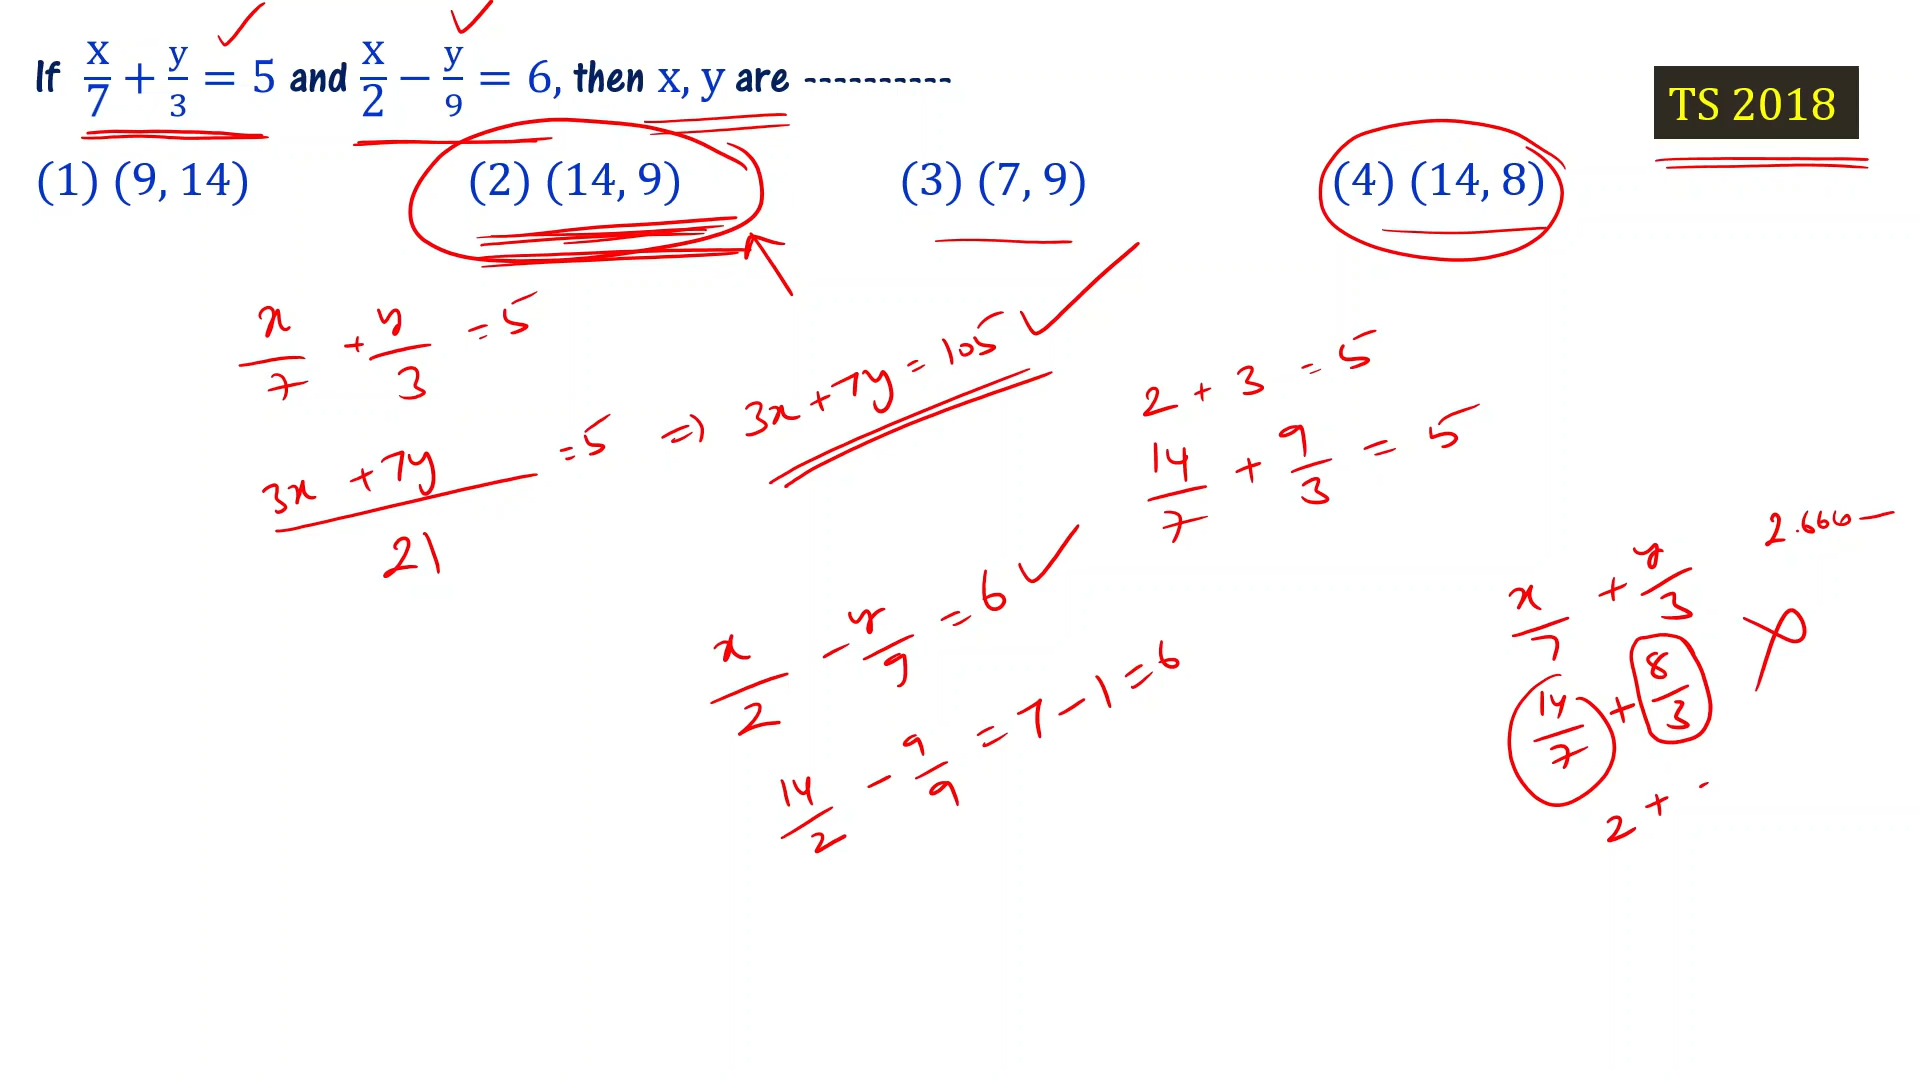 If x/7 + y/3 = 5 and x/2 − y/9 = 6, then x, y are ----------
TS 2018
(1) (9, 14) (2) (14, 9) (3) (7, 9) (4) (14, 8)
x/7 + y/3 = 5
(3x + 7y)/21 = 5 ⇒ 3x + 7y = 105
2 + 3 = 5
14/7 + 9/3 = 5
x/2 − y/9 = 6
14/2 − 9/9 = 7 − 1 = 6
2.666
x/7 + y/3
14/7 + 8/3
2 +